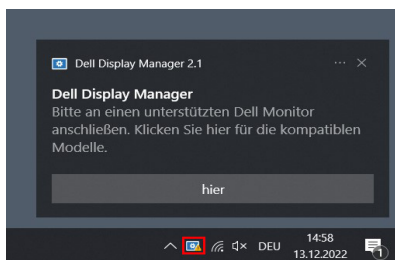 Dell Display Manager 2.1
Dell Display Manager
Bitte an einen unterstützten Dell Monitor
anschließen. Klicken Sie hier für die kompatiblen
Modelle.
hier
DEU
14:58
13.12.2022
1